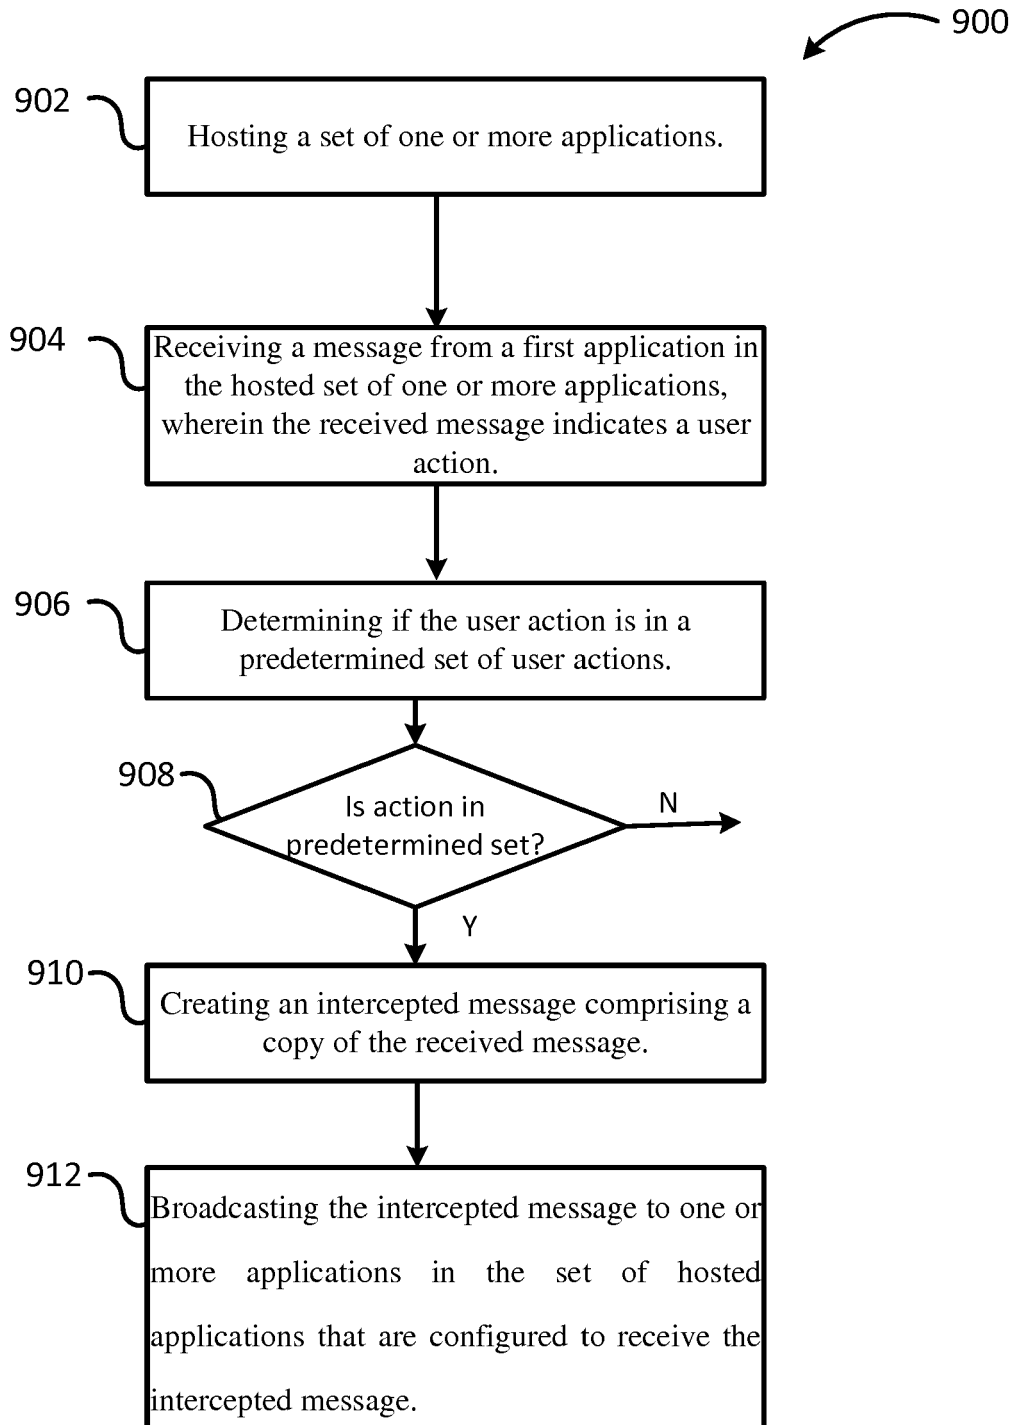 900
902
Hosting a set of one or more applications.
904
Receiving a message from a first application in
the hosted set of one or more applications,
wherein the received message indicates a user
action.
906
Determining if the user action is in a
predetermined set of user actions.
908
Is action in
predetermined set?
N
Y
910
Creating an intercepted message comprising a
copy of the received message.
912
Broadcasting the intercepted message to one or
more applications in the set of hosted
applications that are configured to receive the
intercepted message.